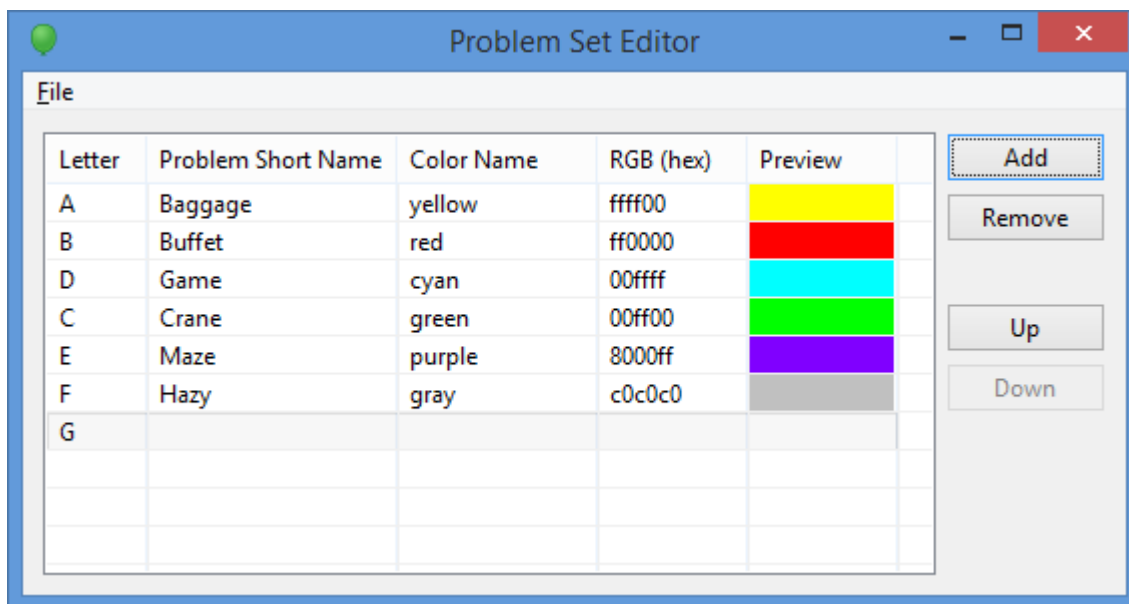 Problem Set Editor
File
Letter Problem Short Name Color Name RGB (hex) Preview
A Baggage yellow ffff00
B Buffet red ff0000
D Game cyan 00ffff
C Crane green 00ff00
E Maze purple 8000ff
F Hazy gray c0c0c0
G
Add
Remove
Up
Down